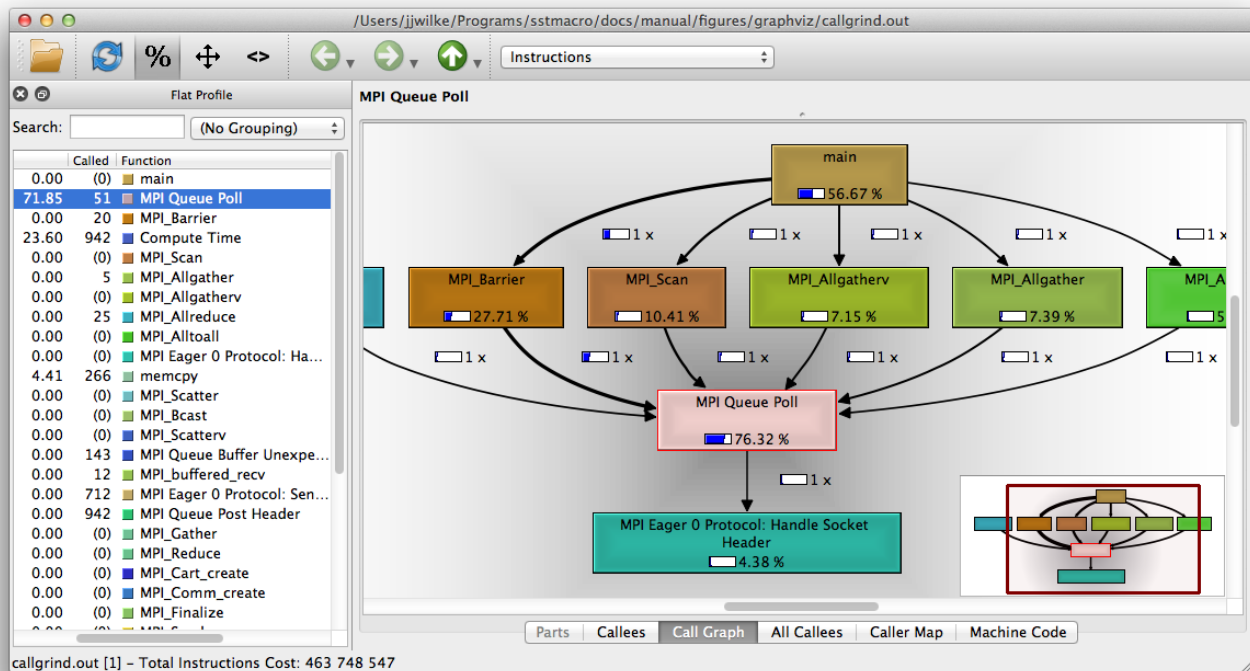 /Users/jjwilke/Programs/sstmacro/docs/manual/figures/graphviz/callgrind.out
% <> Instructions
Flat Profile
Search: (No Grouping)
Called Function
0.00 (0) main
71.85 51 MPI Queue Poll
0.00 20 MPI_Barrier
23.60 942 Compute Time
0.00 (0) MPI_Scan
0.00 5 MPI_Allgather
0.00 (0) MPI_Allgatherv
0.00 25 MPI_Allreduce
0.00 (0) MPI_Alltoall
0.00 (0) MPI Eager 0 Protocol: Ha...
4.41 266 memcpy
0.00 (0) MPI_Scatter
0.00 (0) MPI_Bcast
0.00 (0) MPI_Scatterv
0.00 143 MPI Queue Buffer Unexpe...
0.00 12 MPI_buffered_recv
0.00 712 MPI Eager 0 Protocol: Sen...
0.00 942 MPI Queue Post Header
0.00 (0) MPI_Gather
0.00 (0) MPI_Reduce
0.00 (0) MPI_Cart_create
0.00 (0) MPI_Comm_create
0.00 (0) MPI_Finalize
MPI Queue Poll
main
56.67 %
1 x 1 x 1 x 1 x 1 x
MPI_Barrier MPI_Scan MPI_Allgatherv MPI_Allgather MPI_A
27.71 % 10.41 % 7.15 % 7.39 % 5
1 x 1 x 1 x 1 x 1 x 1 x
MPI Queue Poll
76.32 %
1 x
MPI Eager 0 Protocol: Handle Socket
Header
4.38 %
Parts Callees Call Graph All Callees Caller Map Machine Code
callgrind.out [1] - Total Instructions Cost: 463 748 547